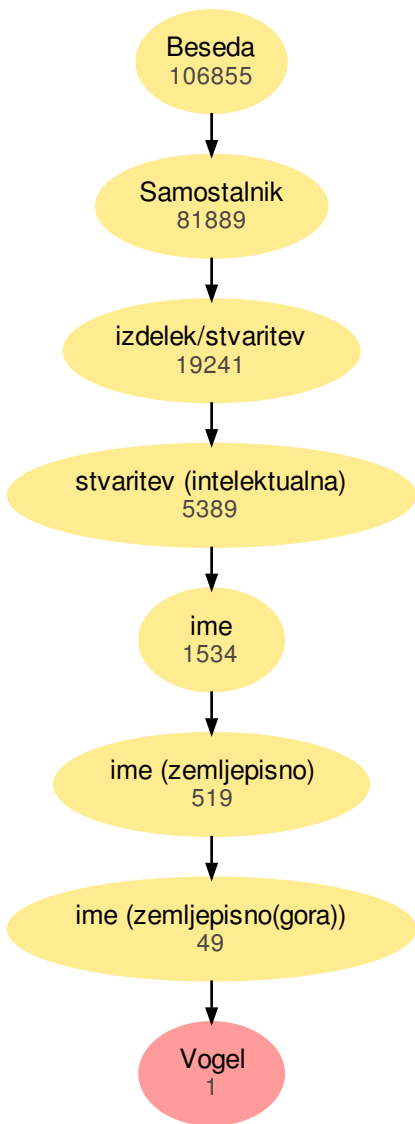 Beseda
106855
Samostalnik
81889
izdelek/stvaritev
19241
stvaritev (intelektualna)
5389
ime
1534
ime (zemljepisno)
519
ime (zemljepisno(gora))
49
Vogel
1